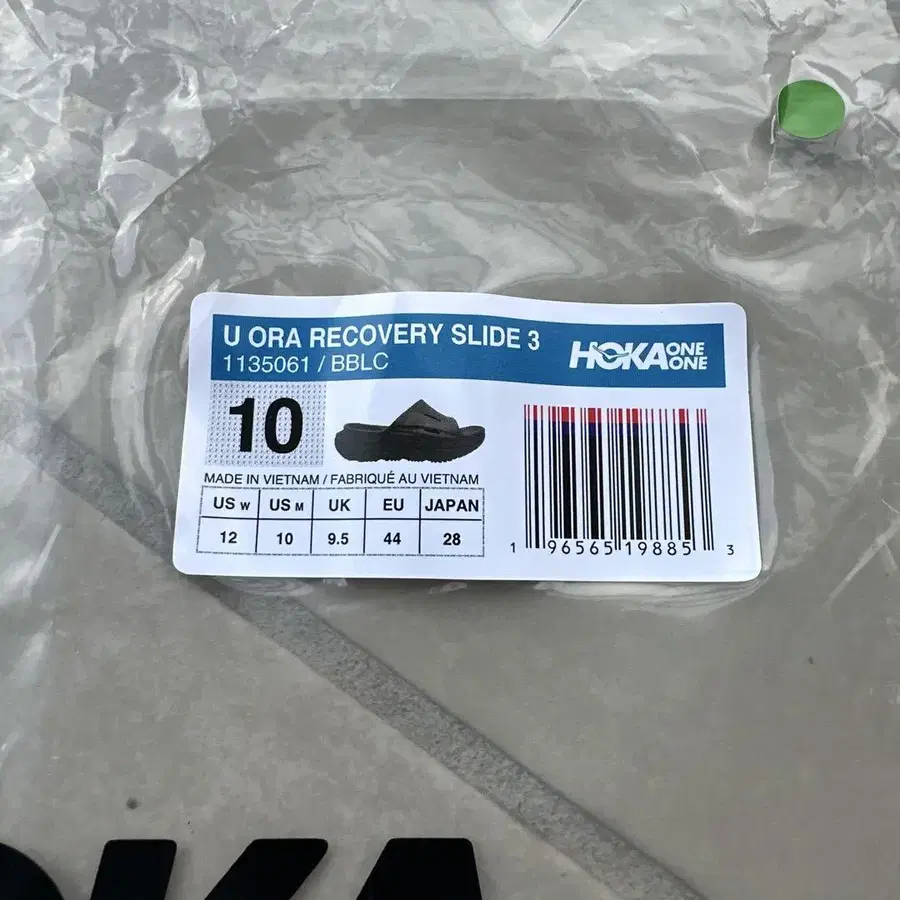 U ORA RECOVERY SLIDE 3
1135061 / BBLC
HOKA ONE ONE
10
MADE IN VIETNAM / FABRIQUÉ AU VIETNAM
US W US M UK EU JAPAN
12 10 9.5 44 28
1 96565 19885 3
OKA